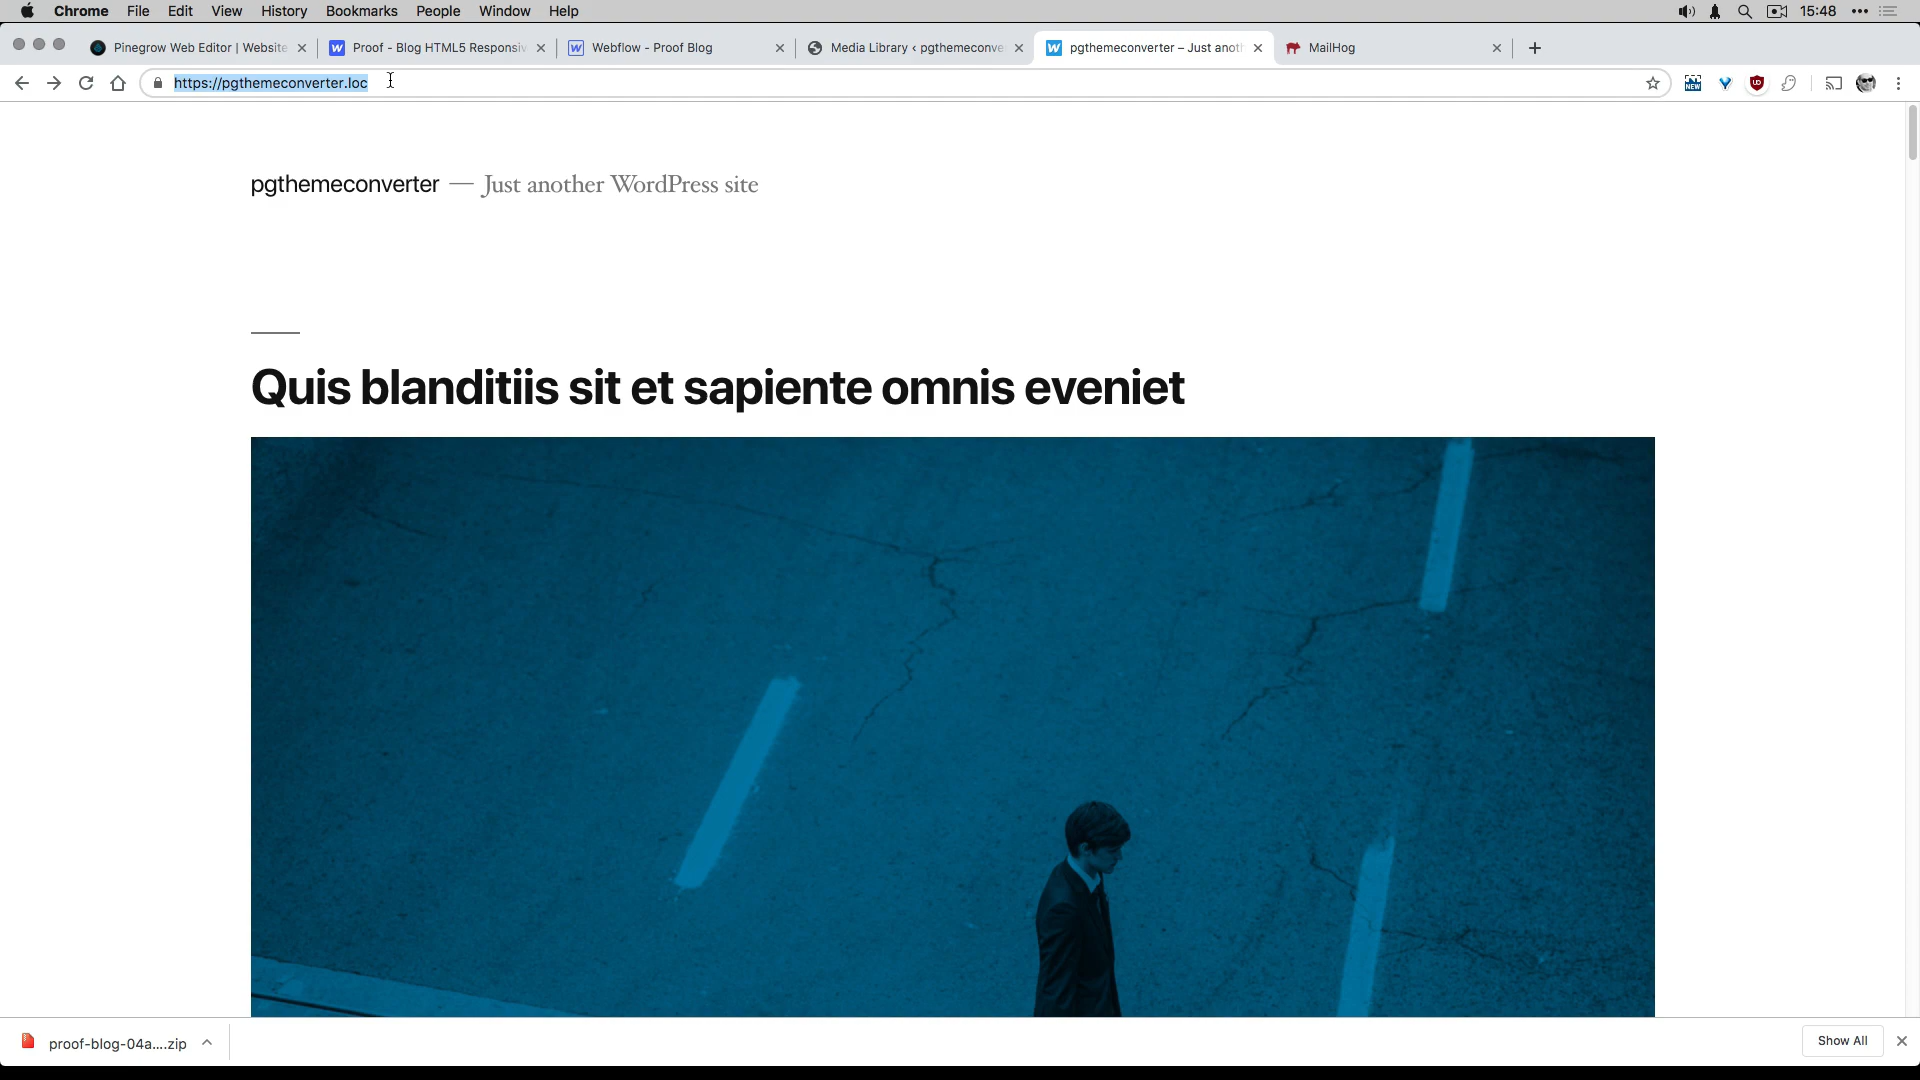 Chrome File Edit View History Bookmarks People Window Help 15:48
Pinegrow Web Editor | Website Proof - Blog HTML5 Responsiv Webflow - Proof Blog Media Library ‹ pgthemeconve pgthemeconverter – Just anot MailHog
https://pgthemeconverter.loc NEW
pgthemeconverter — Just another WordPress site
Quis blanditiis sit et sapiente omnis eveniet
proof-blog-04a....zip Show All